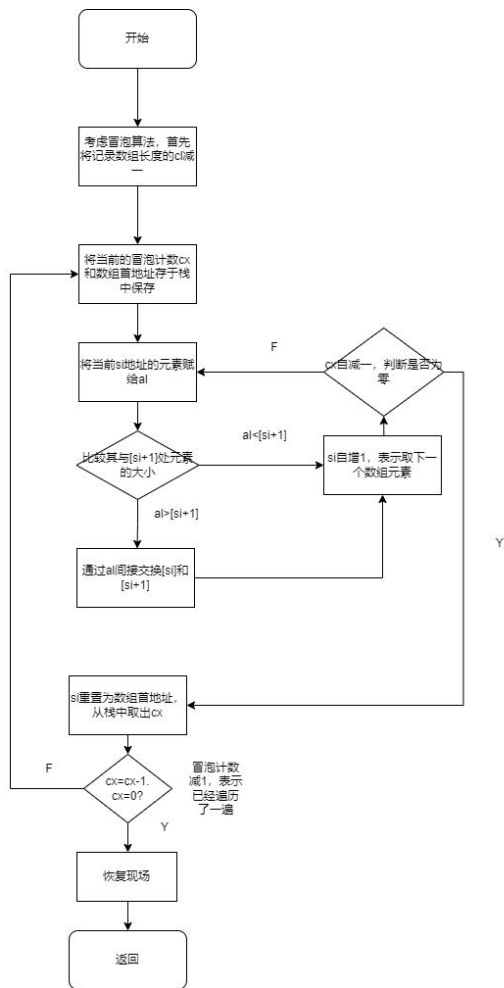 开始
考虑冒泡算法，首先
将记录数组长度的cl减
一
将当前的冒泡计数cx
和数组首地址存于栈
中保存
F
cx自减一，判断是否为
零
将当前si地址的元素赋
给al
al<[si+1]
比较其与[si+1]处元素
的大小
si自增1，表示取下一
个数组元素
al>[si+1]
Y
通过al间接交换[si]和
[si+1]
si重置为数组首地址，
从栈中取出cx
F
cx=cx-1.
cx=0?
冒泡计数
减1，表示
已经遍历
了一遍
Y
恢复现场
返回